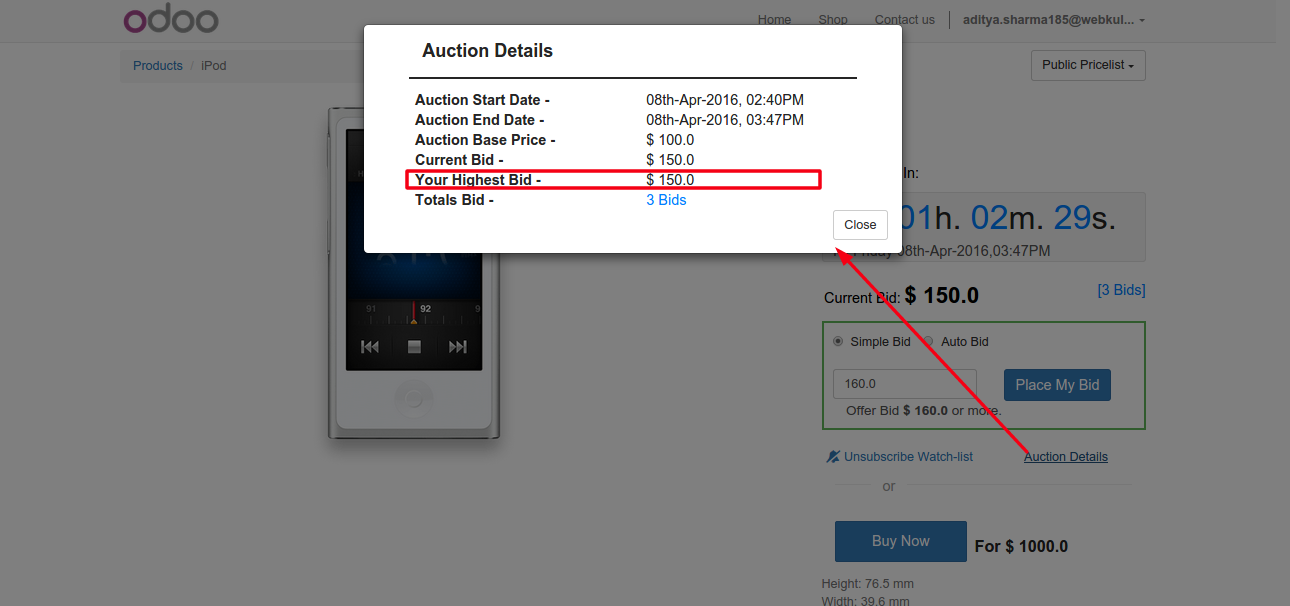 odoo
Home Shop Contact us aditya.sharma185@webkul...
Products / iPod
Public Pricelist
Auction Details
Auction Start Date - 08th-Apr-2016, 02:40PM
Auction End Date - 08th-Apr-2016, 03:47PM
Auction Base Price - $ 100.0
Current Bid - $ 150.0
Your Highest Bid - $ 150.0
Totals Bid - 3 Bids
Close
In:
01h. 02m. 29s.
08th-Apr-2016,03:47PM
Current Bid: $ 150.0 [3 Bids]
Simple Bid Auto Bid
160.0 Place My Bid
Offer Bid $ 160.0 or more.
Unsubscribe Watch-list Auction Details
or
Buy Now For $ 1000.0
Height: 76.5 mm
Width: 39.6 mm
91 92 9